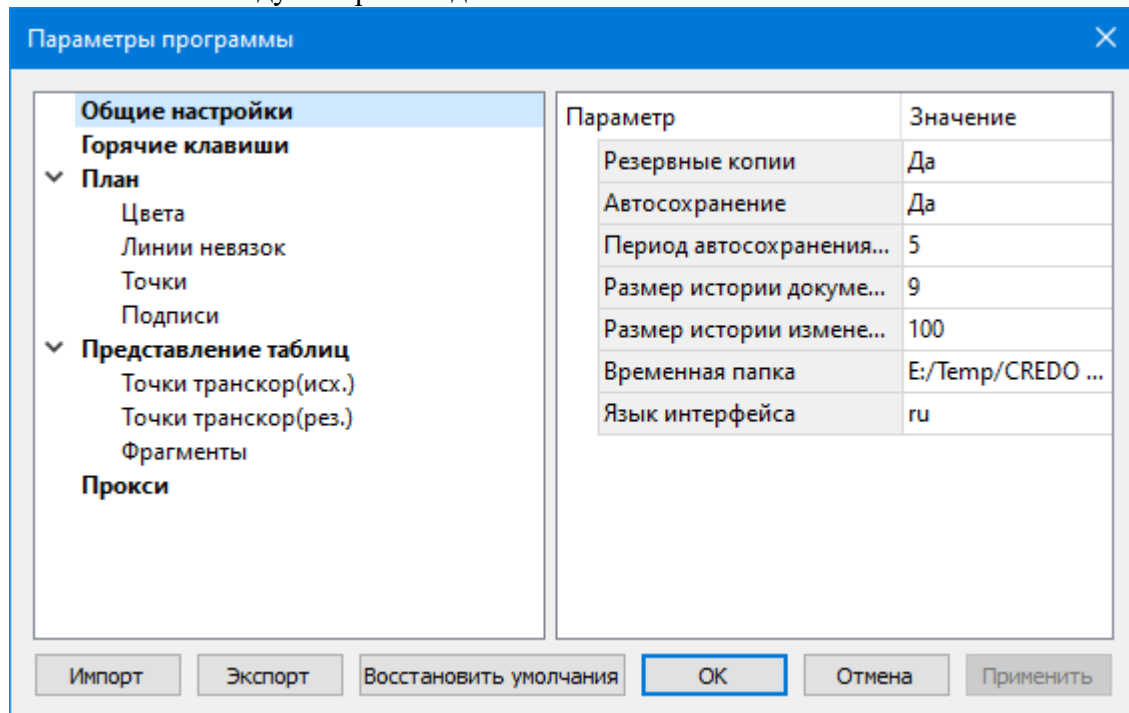 Параметры программы
Общие настройки
Горячие клавиши
План
Цвета
Линии невязок
Точки
Подписи
Представление таблиц
Точки транскор(исх.)
Точки транскор(рез.)
Фрагменты
Прокси
Параметр Значение
Резервные копии Да
Автосохранение Да
Период автосохранения... 5
Размер истории докуме... 9
Размер истории измене... 100
Временная папка E:/Temp/CREDO ...
Язык интерфейса ru
Импорт Экспорт Восстановить умолчания OK Отмена Применить